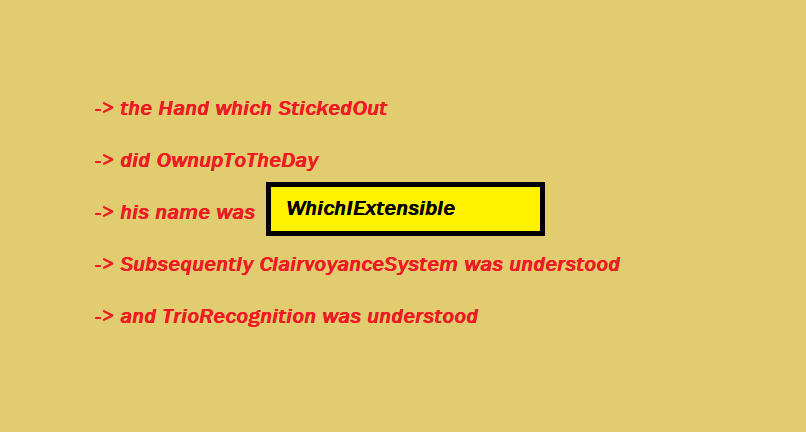 -> the Hand which StickedOut
-> did OwnupToTheDay
-> his name was WhichIExtensible
-> Subsequently ClairvoyanceSystem was understood
-> and TrioRecognition was understood